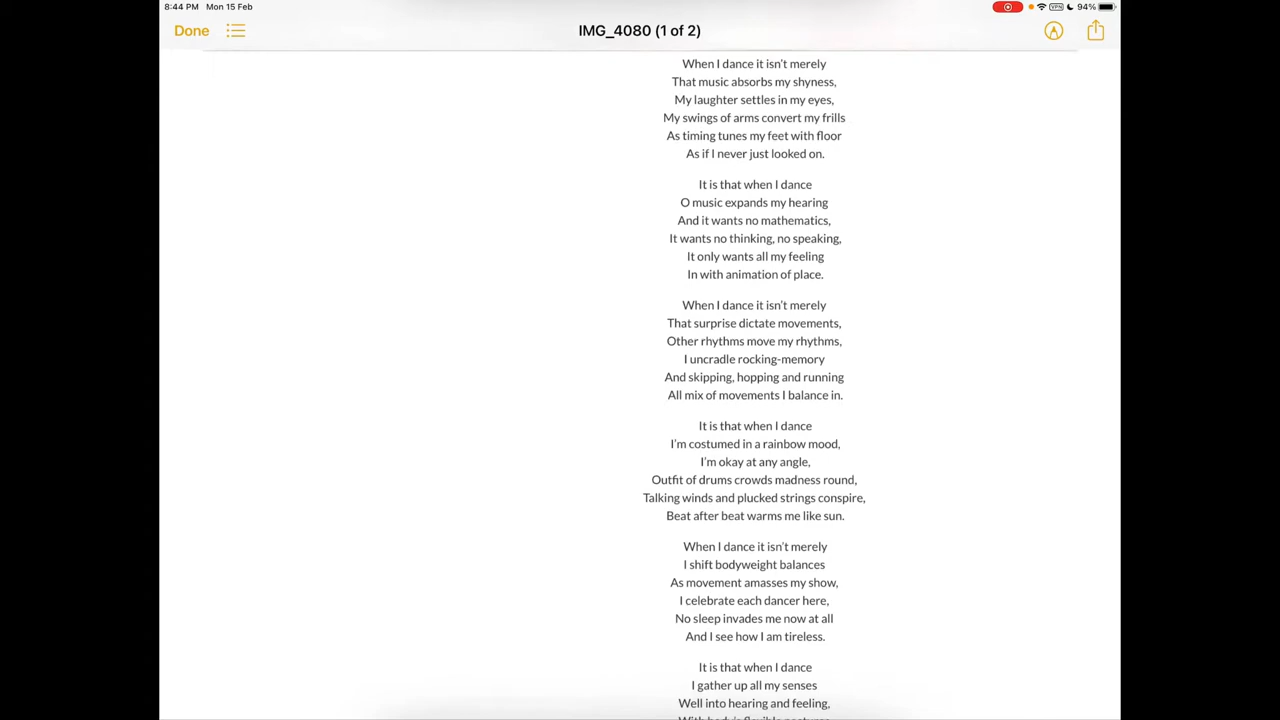 8:44 PM Mon 15 Feb
VPN 94%
Done
IMG_4080 (1 of 2)
When I dance it isn't merely
That music absorbs my shyness,
My laughter settles in my eyes,
My swings of arms convert my frills
As timing tunes my feet with floor
As if I never just looked on.
It is that when I dance
O music expands my hearing
And it wants no mathematics,
It wants no thinking, no speaking,
It only wants all my feeling
In with animation of place.
When I dance it isn't merely
That surprise dictate movements,
Other rhythms move my rhythms,
I uncradle rocking-memory
And skipping, hopping and running
All mix of movements I balance in.
It is that when I dance
I'm costumed in a rainbow mood,
I'm okay at any angle,
Outfit of drums crowds madness round,
Talking winds and plucked strings conspire,
Beat after beat warms me like sun.
When I dance it isn't merely
I shift bodyweight balances
As movement amasses my show,
I celebrate each dancer here,
No sleep invades me now at all
And I see how I am tireless.
It is that when I dance
I gather up all my senses
Well into hearing and feeling,